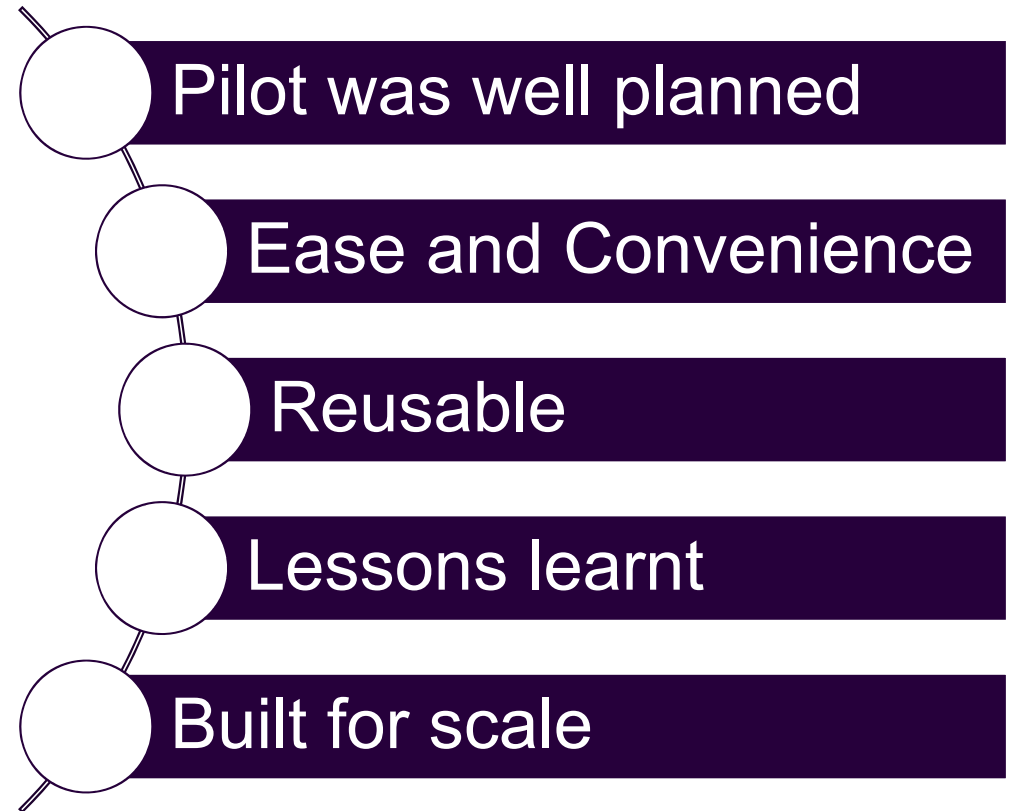 Pilot was well planned
Ease and Convenience
Reusable
Lessons learnt
Built for scale